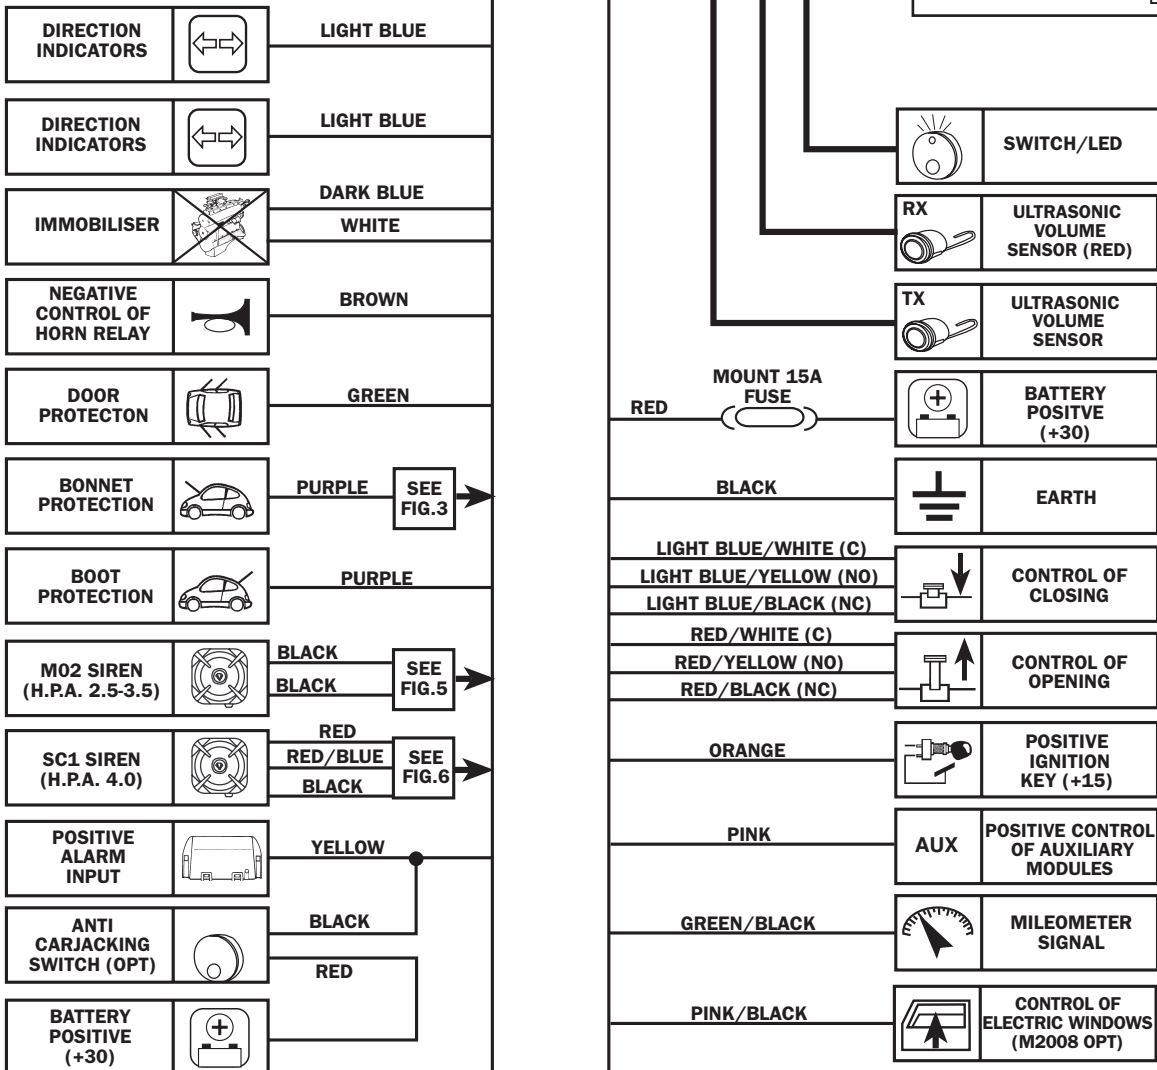 DIRECTION
INDICATORS
LIGHT BLUE
DIRECTION
INDICATORS
LIGHT BLUE
IMMOBILISER
DARK BLUE
WHITE
NEGATIVE
CONTROL OF
HORN RELAY
BROWN
DOOR
PROTECTON
GREEN
BONNET
PROTECTION
PURPLE
SEE
FIG.3
BOOT
PROTECTION
PURPLE
M02 SIREN
(H.P.A. 2.5-3.5)
BLACK
BLACK
SEE
FIG.5
SC1 SIREN
(H.P.A. 4.0)
RED
RED/BLUE
BLACK
SEE
FIG.6
POSITIVE
ALARM
INPUT
YELLOW
ANTI
CARJACKING
SWITCH (OPT)
BLACK
RED
BATTERY
POSITIVE
(+30)
SWITCH/LED
RX
ULTRASONIC
VOLUME
SENSOR (RED)
TX
ULTRASONIC
VOLUME
SENSOR
RED
MOUNT 15A
FUSE
BATTERY
POSITVE
(+30)
BLACK
EARTH
LIGHT BLUE/WHITE (C)
LIGHT BLUE/YELLOW (NO)
LIGHT BLUE/BLACK (NC)
CONTROL OF
CLOSING
RED/WHITE (C)
RED/YELLOW (NO)
RED/BLACK (NC)
CONTROL OF
OPENING
ORANGE
POSITIVE
IGNITION
KEY (+15)
PINK
AUX
POSITIVE CONTROL
OF AUXILIARY
MODULES
GREEN/BLACK
MILEOMETER
SIGNAL
PINK/BLACK
CONTROL OF
ELECTRIC WINDOWS
(M2008 OPT)